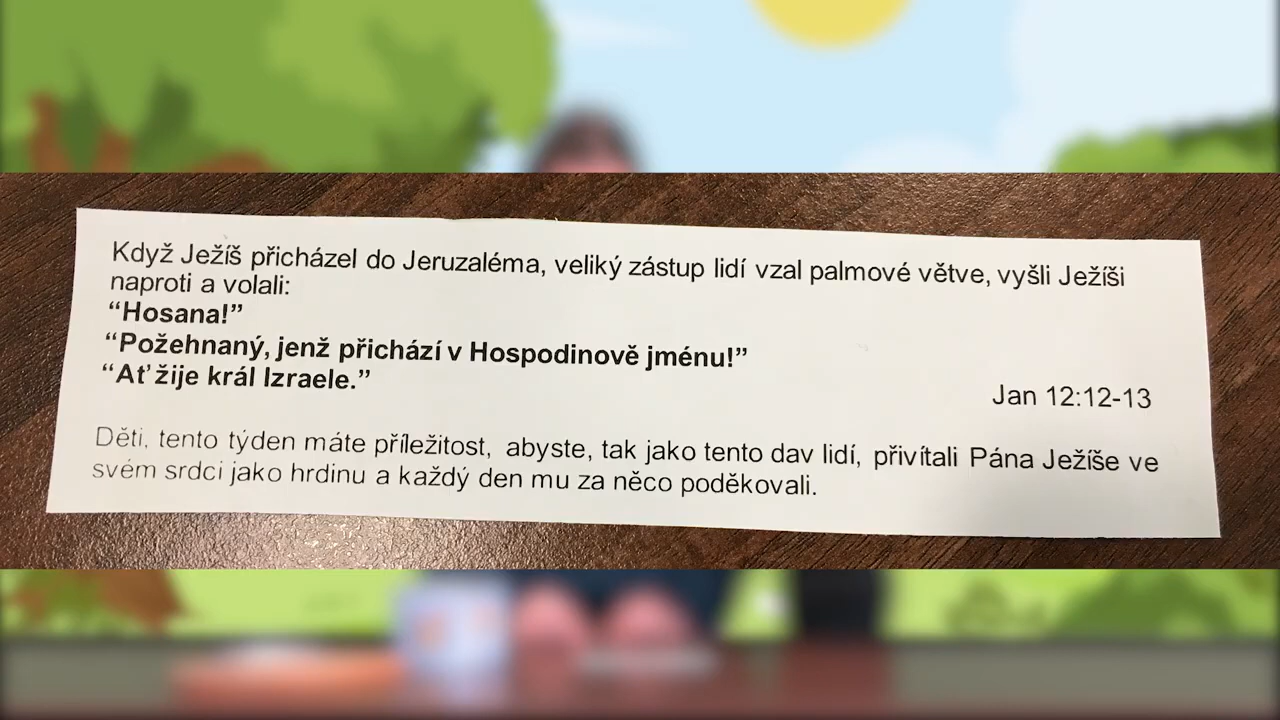 Když Ježíš přicházel do Jeruzaléma, veliký zástup lidí vzal palmové větve, vyšli Ježíši
naproti a volali:
“Hosana!”
“Požehnaný, jenž přichází v Hospodinově jménu!”
“Ať žije král Izraele.”
Jan 12:12-13
Děti, tento týden máte příležitost, abyste, tak jako tento dav lidí, přivítali Pána Ježíše ve
svém srdci jako hrdinu a každý den mu za něco poděkovali.